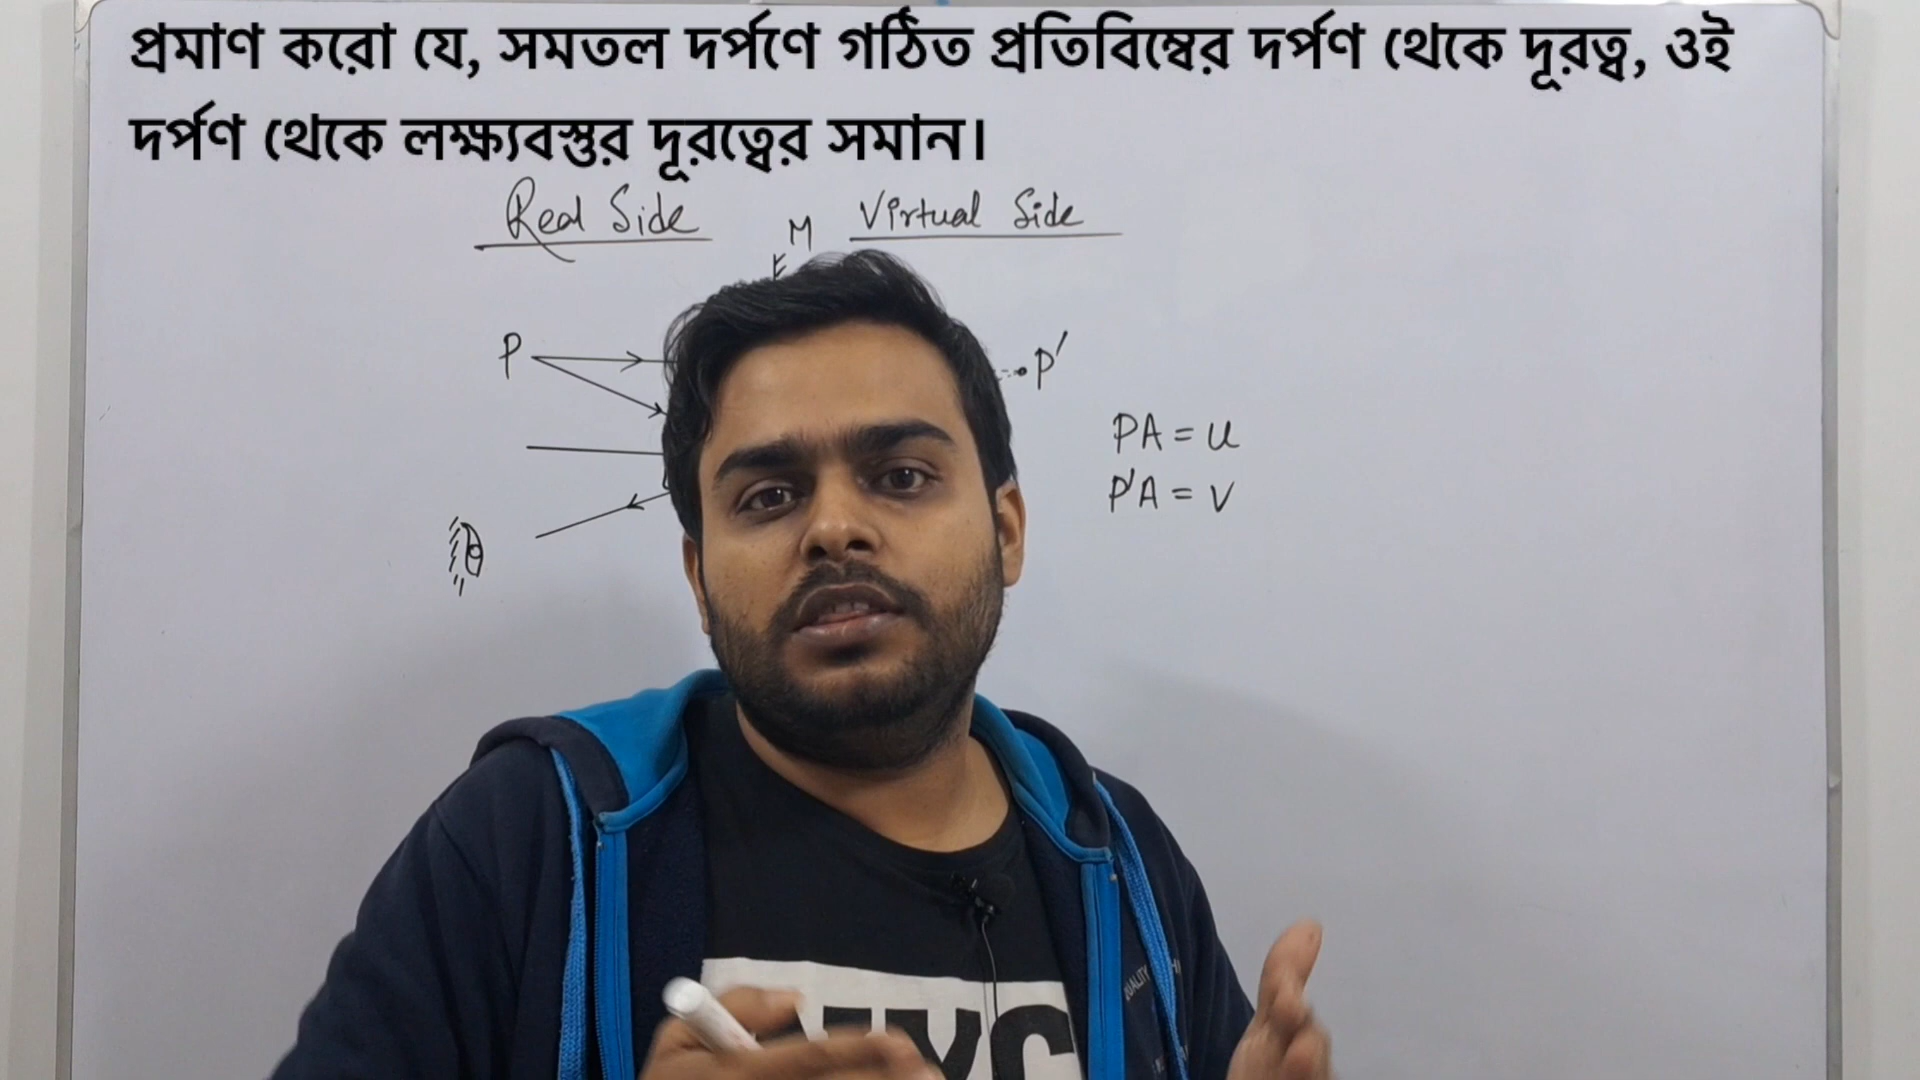 প্রমাণ করো যে, সমতল দর্পণে গঠিত প্রতিবিম্বের দর্পণ থেকে দূরত্ব, ওই
দর্পণ থেকে লক্ষ্যবস্তুর দূরত্বের সমান।
Real Side
M
Virtual Side
P
P'
PA = u
P'A = v
NYC